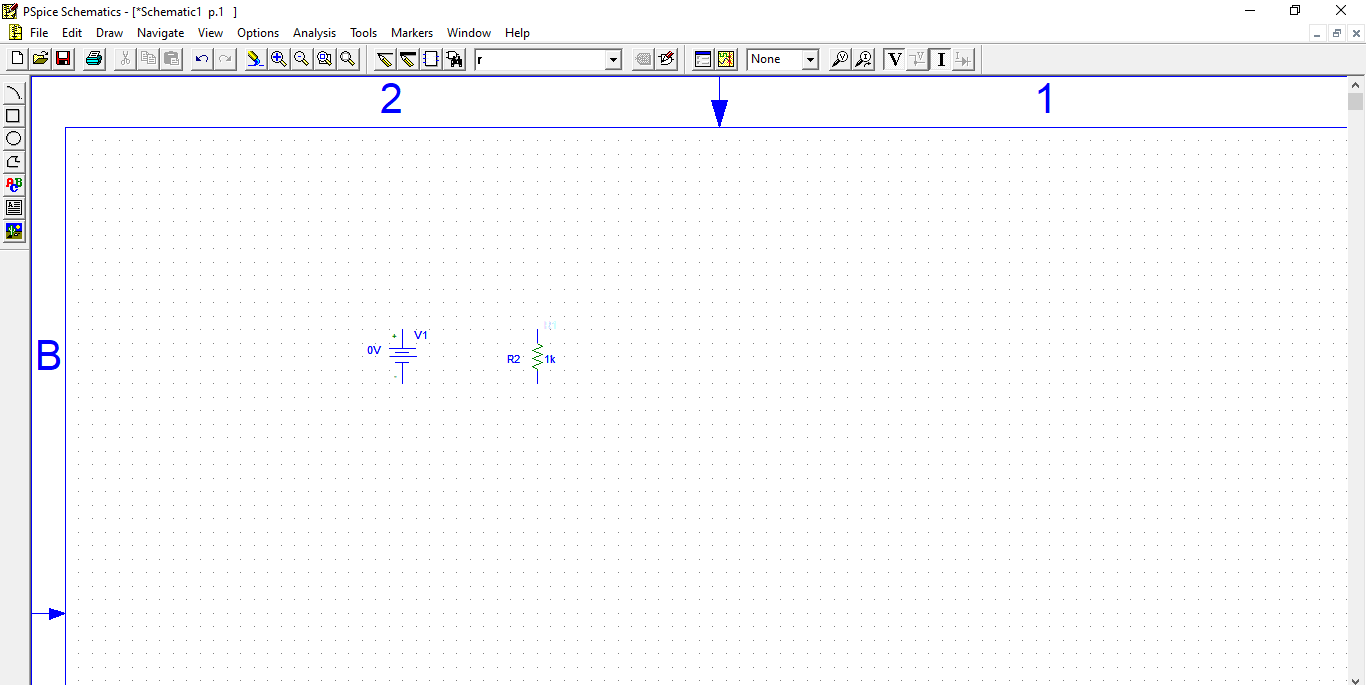 PSpice Schematics - [*Schematic1 p.1 ]
File Edit Draw Navigate View Options Analysis Tools Markers Window Help
r None V V I
ABC
2 1
B
+ V1
0V
-
R2 1k